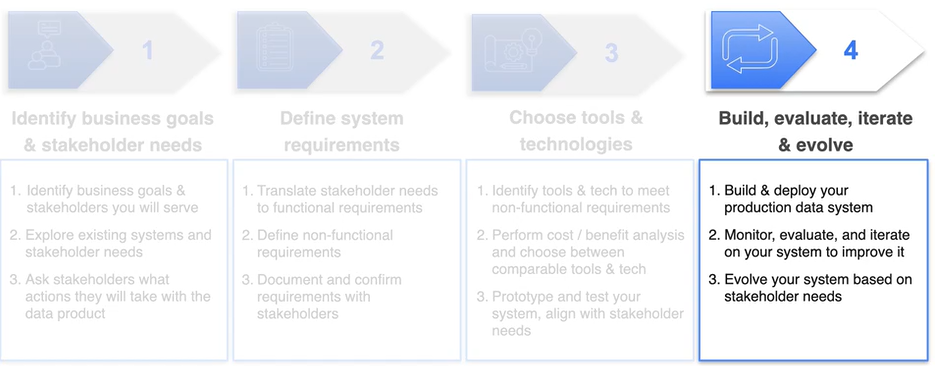 1
2
3
4
Identify business goals
& stakeholder needs
Define system
requirements
Choose tools &
technologies
Build, evaluate, iterate
& evolve
1. Identify business goals &
stakeholders you will serve
2. Explore existing systems and
stakeholder needs
3. Ask stakeholders what
actions they will take with the
data product
1. Translate stakeholder needs
to functional requirements
2. Define non-functional
requirements
3. Document and confirm
requirements with
stakeholders
1. Identify tools & tech to meet
non-functional requirements
2. Perform cost / benefit analysis
and choose between
comparable tools & tech
3. Prototype and test your
system, align with stakeholder
needs
1. Build & deploy your
production data system
2. Monitor, evaluate, and iterate
on your system to improve it
3. Evolve your system based on
stakeholder needs